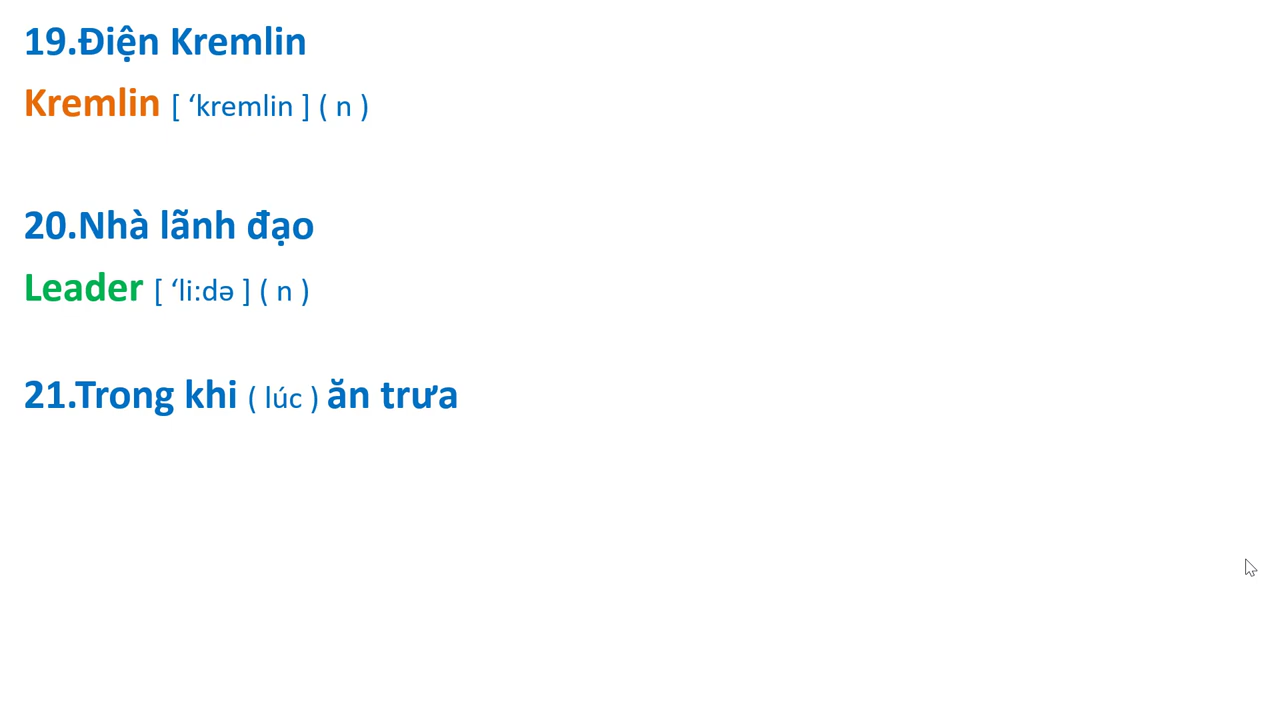 19.Điện Kremlin
Kremlin [ ‘kremlin ] ( n )
20.Nhà lãnh đạo
Leader [ ‘li:də ] ( n )
21.Trong khi ( lúc ) ăn trưa